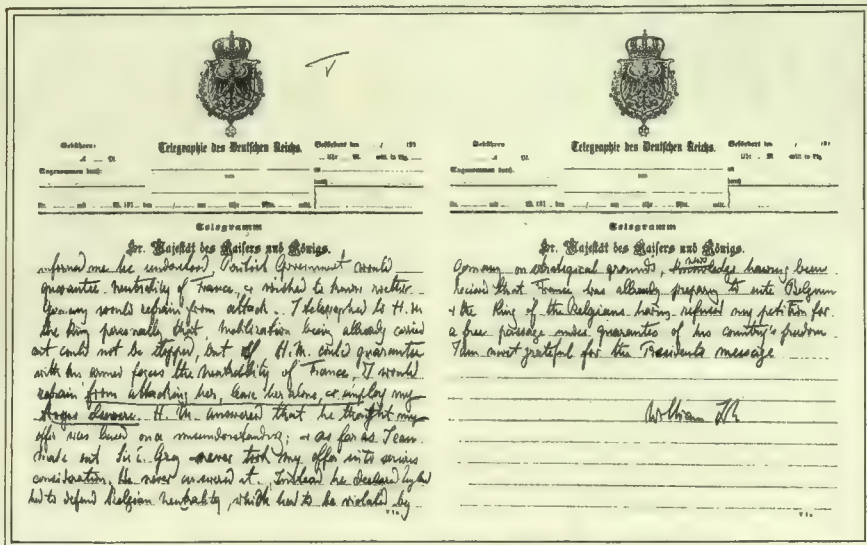 V
Telegraphie des Deutschen Reichs.
Telegramm
Sr. Majestät des Kaisers und Königs.
informed me he understood, British Government would
guarantee neutrality of France, & wished to know wether
Germany would refrain from attack. I telegraphed to H.M.
the King personally that, mobilization being already carried
out could not be stopped, but if H.M. could guarantee
with his armed forces the neutrality of France, I would
refrain from attacking her, leave her alone, & employ my
troops elsewere. H.M. answered that he thought my
offer was based on a misunderstanding; & as far as I can
make out Sir E. Grey never took my offer into serious
consideration. He never answered it. Instead he declared England
had to defend Belgian neutrality, which had to be violated by
Telegraphie des Deutschen Reichs.
Telegramm
Sr. Majestät des Kaisers und Königs.
Germany on strategical grounds, news having been
received that France was already preparing to enter Belgium
& the King of the Belgians having refused my petition for
a free passage under guarantee of his country's freedom.
I am most grateful for the Presidents message
William IR